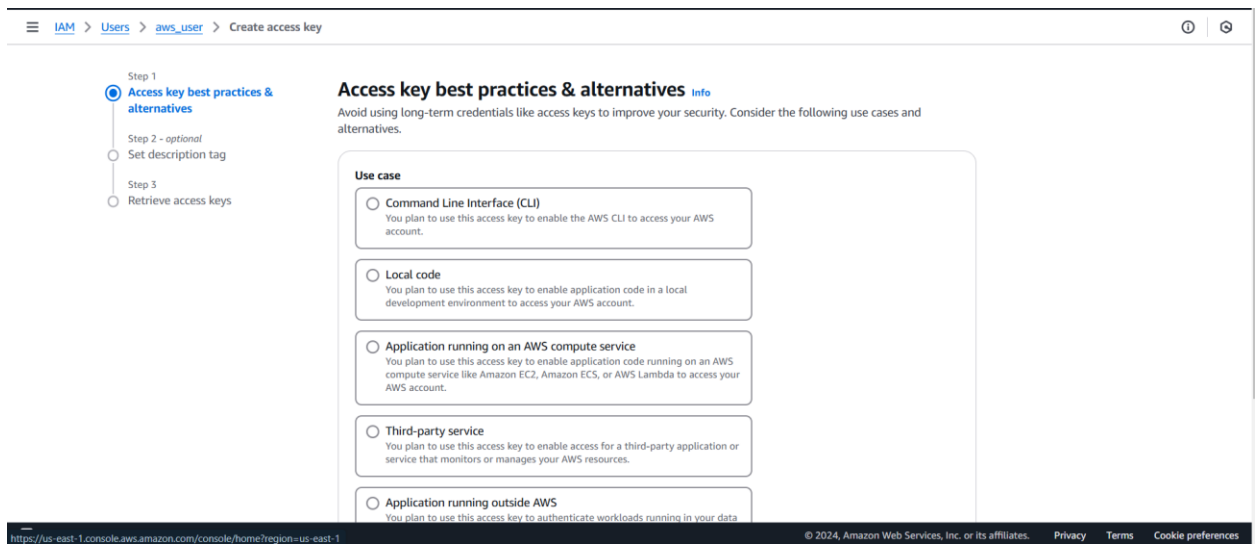 IAM > Users > aws_user > Create access key
Step 1
Access key best practices &
alternatives
Step 2 - optional
Set description tag
Step 3
Retrieve access keys
Access key best practices & alternatives Info
Avoid using long-term credentials like access keys to improve your security. Consider the following use cases and
alternatives.
Use case
Command Line Interface (CLI)
You plan to use this access key to enable the AWS CLI to access your AWS
account.
Local code
You plan to use this access key to enable application code in a local
development environment to access your AWS account.
Application running on an AWS compute service
You plan to use this access key to enable application code running on an AWS
compute service like Amazon EC2, Amazon ECS, or AWS Lambda to access your
AWS account.
Third-party service
You plan to use this access key to enable access for a third-party application or
service that monitors or manages your AWS resources.
Application running outside AWS
You plan to use this access key to authenticate workloads running in your data
https://us-east-1.console.aws.amazon.com/console/home?region=us-east-1
© 2024, Amazon Web Services, Inc. or its affiliates. Privacy Terms Cookie preferences